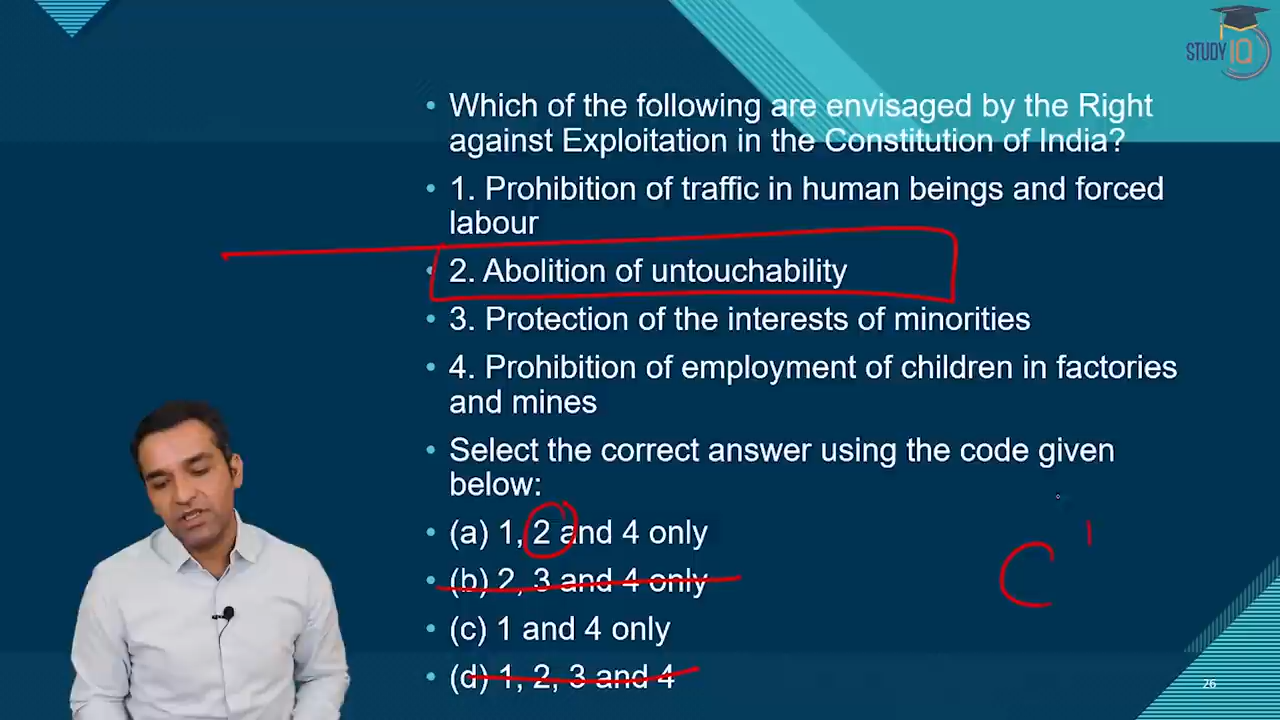 STUDY IQ
• Which of the following are envisaged by the Right
against Exploitation in the Constitution of India?
• 1. Prohibition of traffic in human beings and forced
labour
• 2. Abolition of untouchability
• 3. Protection of the interests of minorities
• 4. Prohibition of employment of children in factories
and mines
• Select the correct answer using the code given
below:
• (a) 1, 2 and 4 only
• (b) 2, 3 and 4 only
• (c) 1 and 4 only
• (d) 1, 2, 3 and 4
C
26